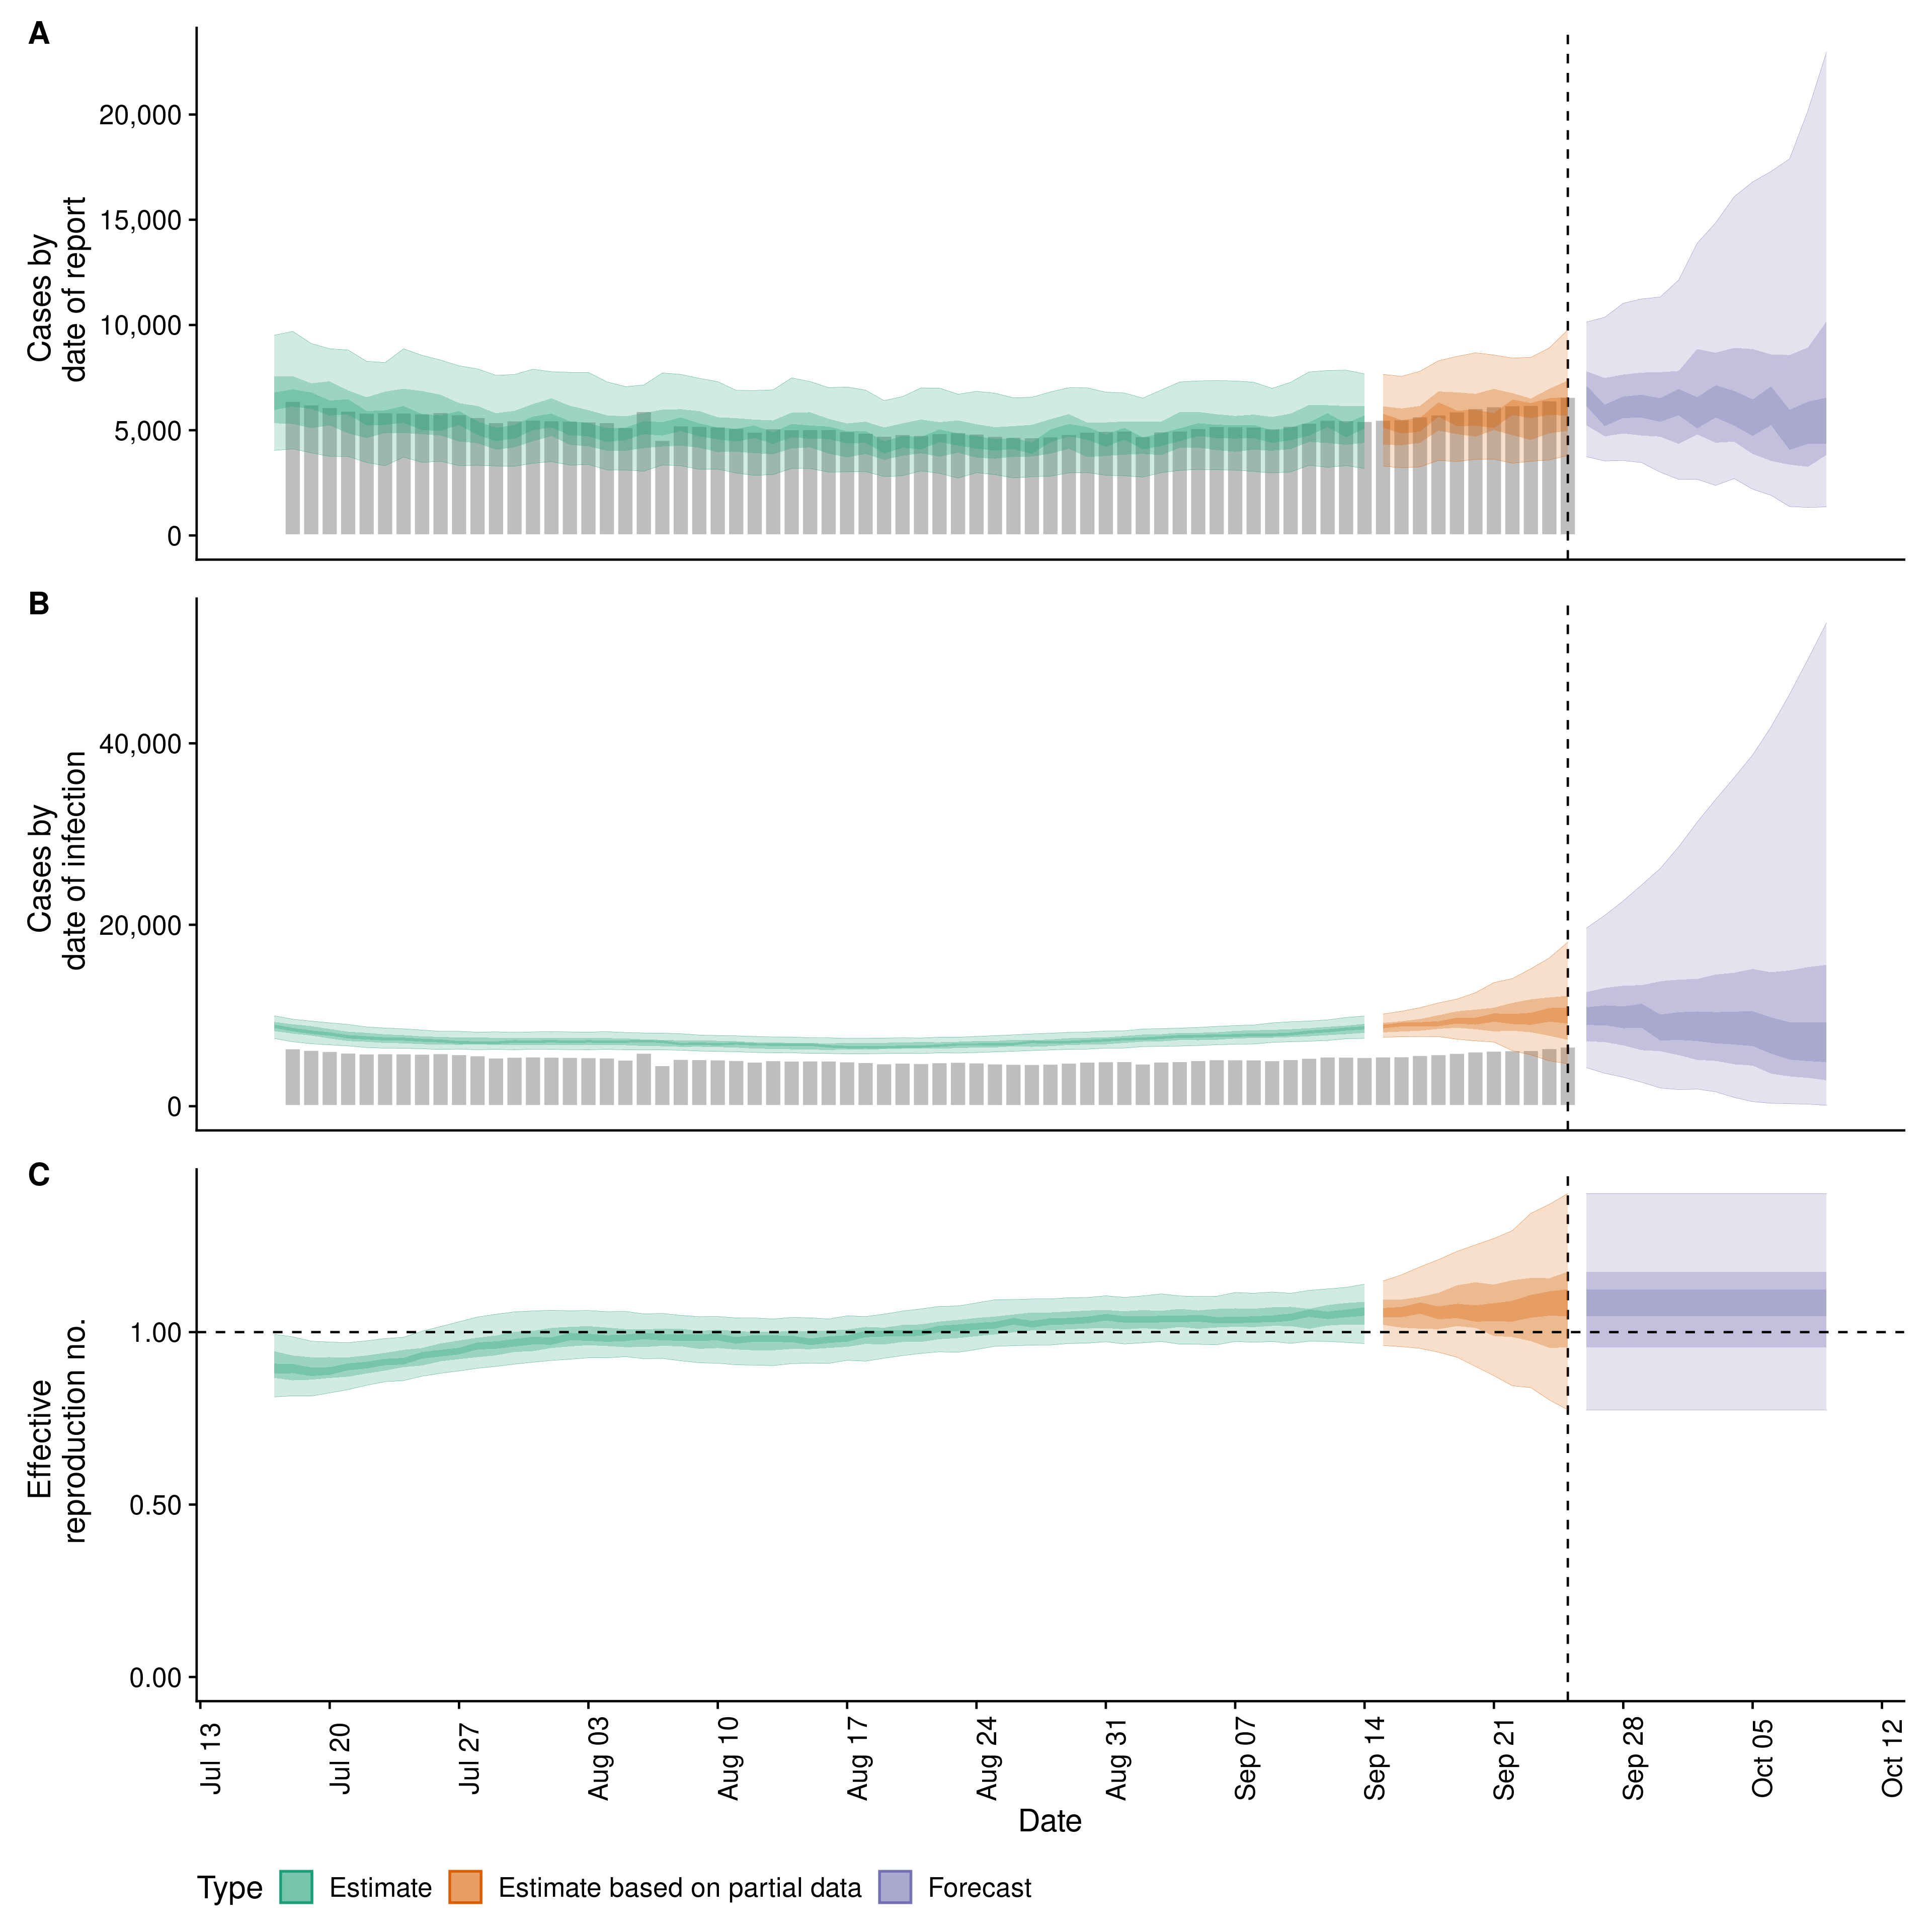 A
Cases by
date of report
20,000
15,000
10,000
5,000
0
B
Cases by
date of infection
40,000
20,000
0
C
Effective
reproduction no.
1.00
0.50
0.00
Jul 13
Jul 20
Jul 27
Aug 03
Aug 10
Aug 17
Aug 24
Aug 31
Sep 07
Sep 14
Sep 21
Sep 28
Oct 05
Oct 12
Date
Type Estimate Estimate based on partial data Forecast